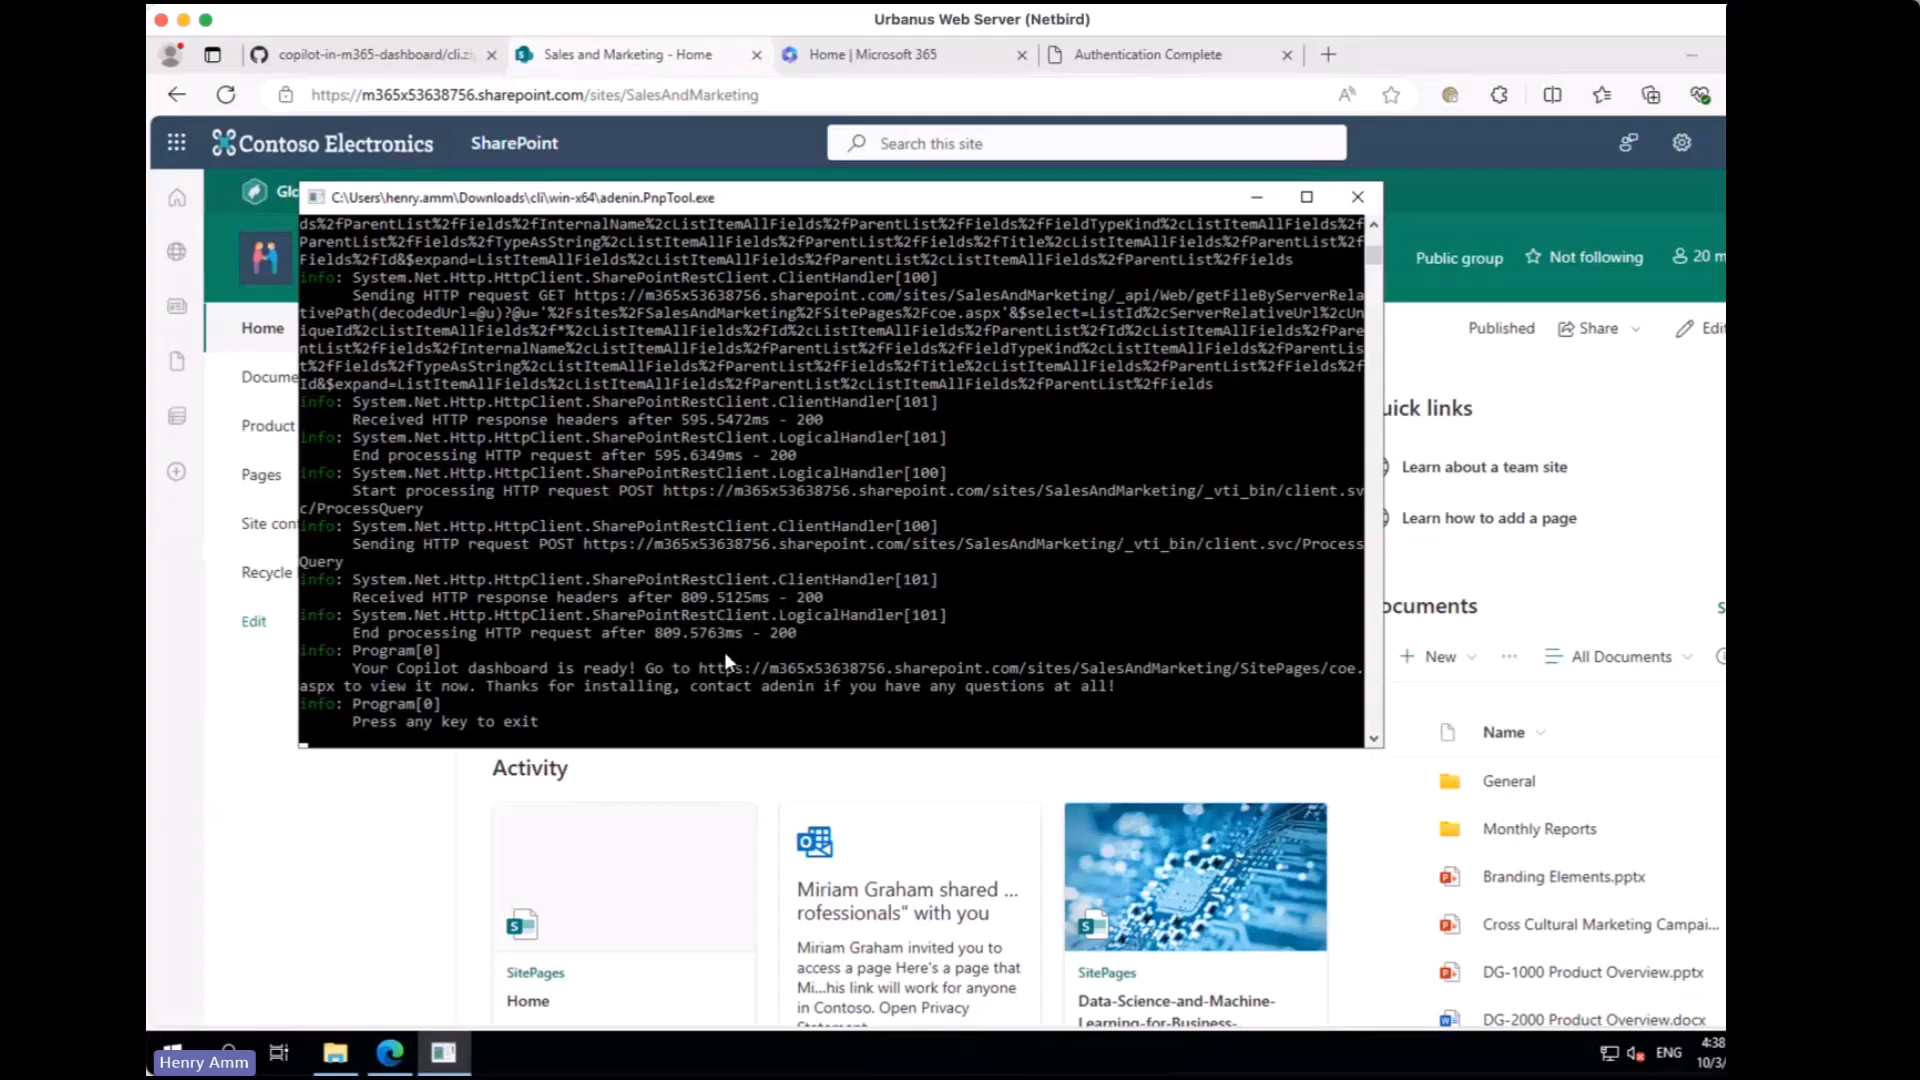 Urbanus Web Server (Netbird)
copilot-in-m365-dashboard/cli.zi
Sales and Marketing - Home
Home | Microsoft 365
Authentication Complete
https://m365x53638756.sharepoint.com/sites/SalesAndMarketing
Contoso Electronics
SharePoint
Search this site
Glo
C:\Users\henry.amm\Downloads\cli\win-x64\adenin.PnpTool.exe
ds%2fParentList%2fFields%2fInternalName%2cListItemAllFields%2fParentList%2fFields%2fFieldTypeKind%2cListItemAllFields%2f
ParentList%2fFields%2fTypeAsString%2cListItemAllFields%2fParentList%2fFields%2fTitle%2cListItemAllFields%2fParentList%2f
Fields%2fId&$expand=ListItemAllFields%2cListItemAllFields%2fParentList%2cListItemAllFields%2fParentList%2fFields
info: System.Net.Http.HttpClient.SharePointRestClient.ClientHandler[100]
Sending HTTP request GET https://m365x53638756.sharepoint.com/sites/SalesAndMarketing/_api/Web/getFileByServerRela
tivePath(decodedUrl=@u)?@u='%2Fsites%2FSalesAndMarketing%2FSitePages%2Fcoe.aspx'&$select=ListId%2cServerRelativeUrl%2cUn
iqueId%2cListItemAllFields%2f*%2cListItemAllFields%2fId%2cListItemAllFields%2fParentList%2fId%2cListItemAllFields%2fPare
ntList%2fFields%2fInternalName%2cListItemAllFields%2fParentList%2fFields%2fFieldTypeKind%2cListItemAllFields%2fParentLis
t%2fFields%2fTypeAsString%2cListItemAllFields%2fParentList%2fFields%2fTitle%2cListItemAllFields%2fParentList%2fFields%2f
Id&$expand=ListItemAllFields%2cListItemAllFields%2fParentList%2cListItemAllFields%2fParentList%2fFields
info: System.Net.Http.HttpClient.SharePointRestClient.ClientHandler[101]
Received HTTP response headers after 595.5472ms - 200
info: System.Net.Http.HttpClient.SharePointRestClient.LogicalHandler[101]
End processing HTTP request after 595.6349ms - 200
info: System.Net.Http.HttpClient.SharePointRestClient.LogicalHandler[100]
Start processing HTTP request POST https://m365x53638756.sharepoint.com/sites/SalesAndMarketing/_vti_bin/client.sv
c/ProcessQuery
info: System.Net.Http.HttpClient.SharePointRestClient.ClientHandler[100]
Sending HTTP request POST https://m365x53638756.sharepoint.com/sites/SalesAndMarketing/_vti_bin/client.svc/Process
Query
info: System.Net.Http.HttpClient.SharePointRestClient.ClientHandler[101]
Received HTTP response headers after 809.5125ms - 200
info: System.Net.Http.HttpClient.SharePointRestClient.LogicalHandler[101]
End processing HTTP request after 809.5763ms - 200
info: Program[0]
Your Copilot dashboard is ready! Go to https://m365x53638756.sharepoint.com/sites/SalesAndMarketing/SitePages/coe.
aspx to view it now. Thanks for installing, contact adenin if you have any questions at all!
info: Program[0]
Press any key to exit
Home
Docume
Product
Pages
Site con
Recycle
Edit
Public group
Not following
20 m
Published
Share
Edi
uick links
Learn about a team site
Learn how to add a page
ocuments
S
New
All Documents
Name
General
Monthly Reports
Branding Elements.pptx
Cross Cultural Marketing Campai...
DG-1000 Product Overview.pptx
DG-2000 Product Overview.docx
Activity
SitePages
Home
Miriam Graham shared ...
rofessionals" with you
Miriam Graham invited you to
access a page Here's a page that
Mi...his link will work for anyone
in Contoso. Open Privacy
Statement
SitePages
Data-Science-and-Machine-
Learning-for-Business-
Henry Amm
ENG
4:38
10/3/